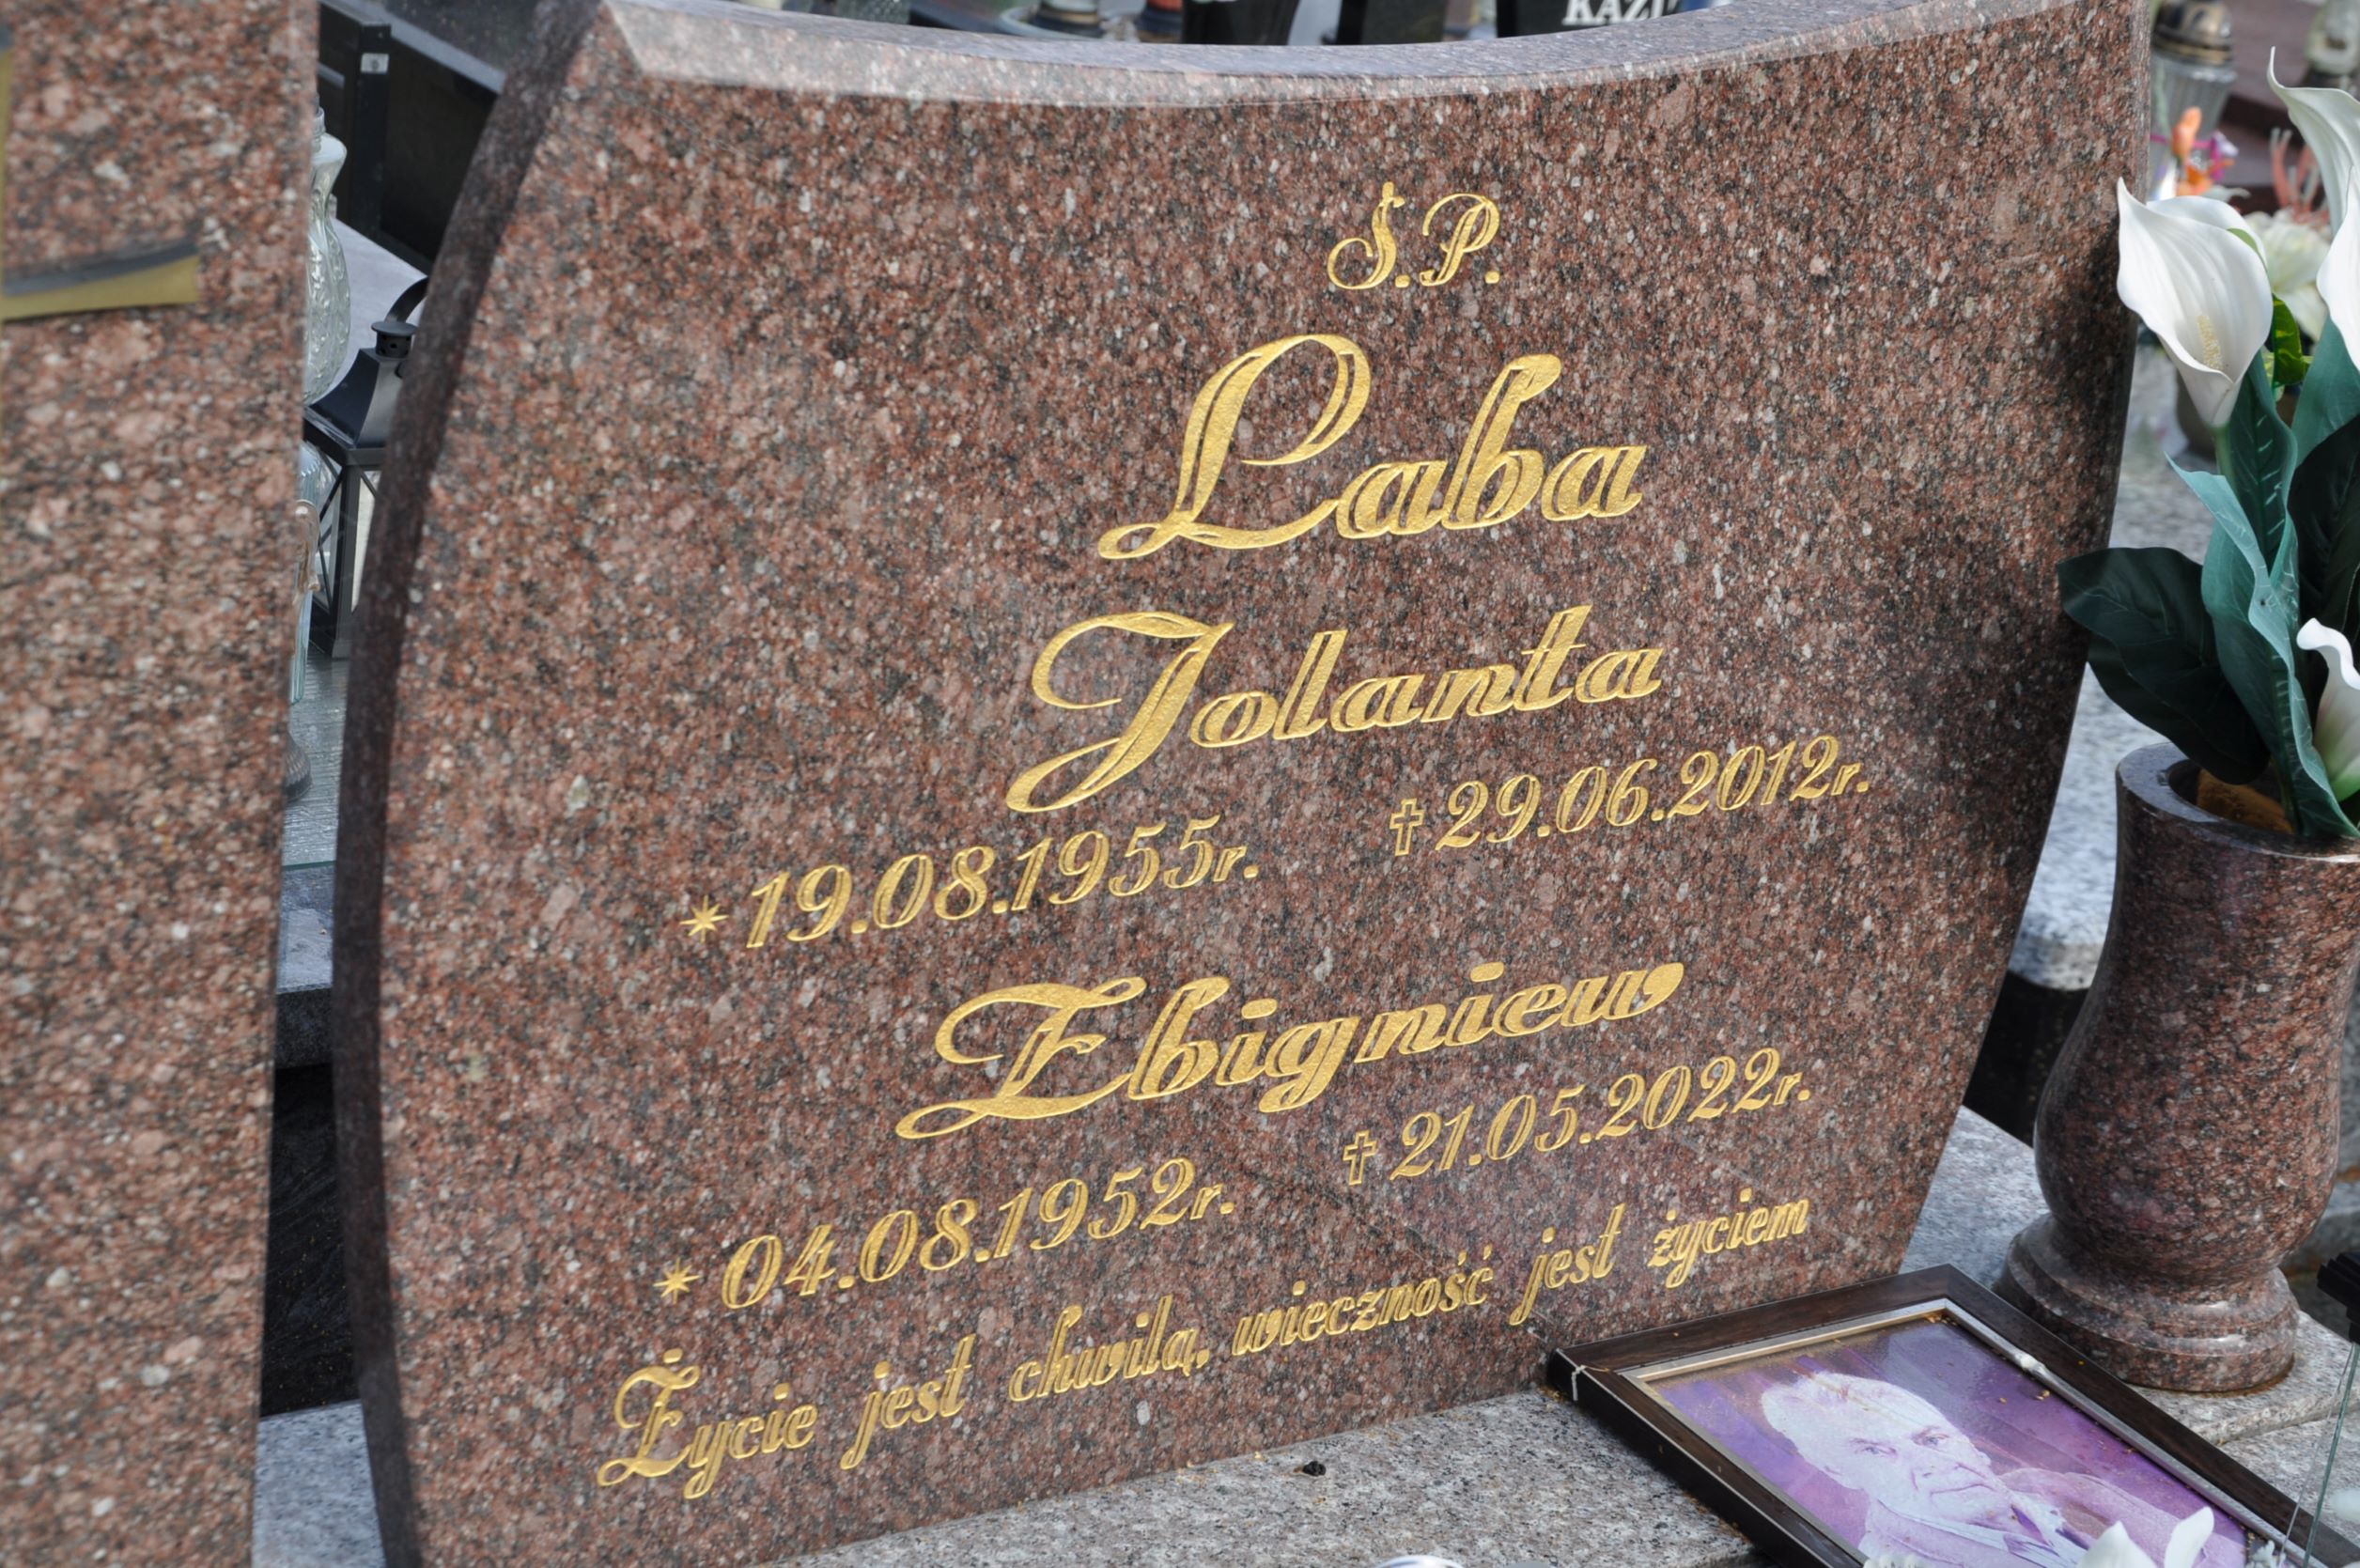 Ś.P.
Laba
Jolanta
* 19.08.1955r. † 29.06.2012r.
Zbigniew
* 04.08.1952r. † 21.05.2022r.
Życie jest chwilą, wieczność jest życiem